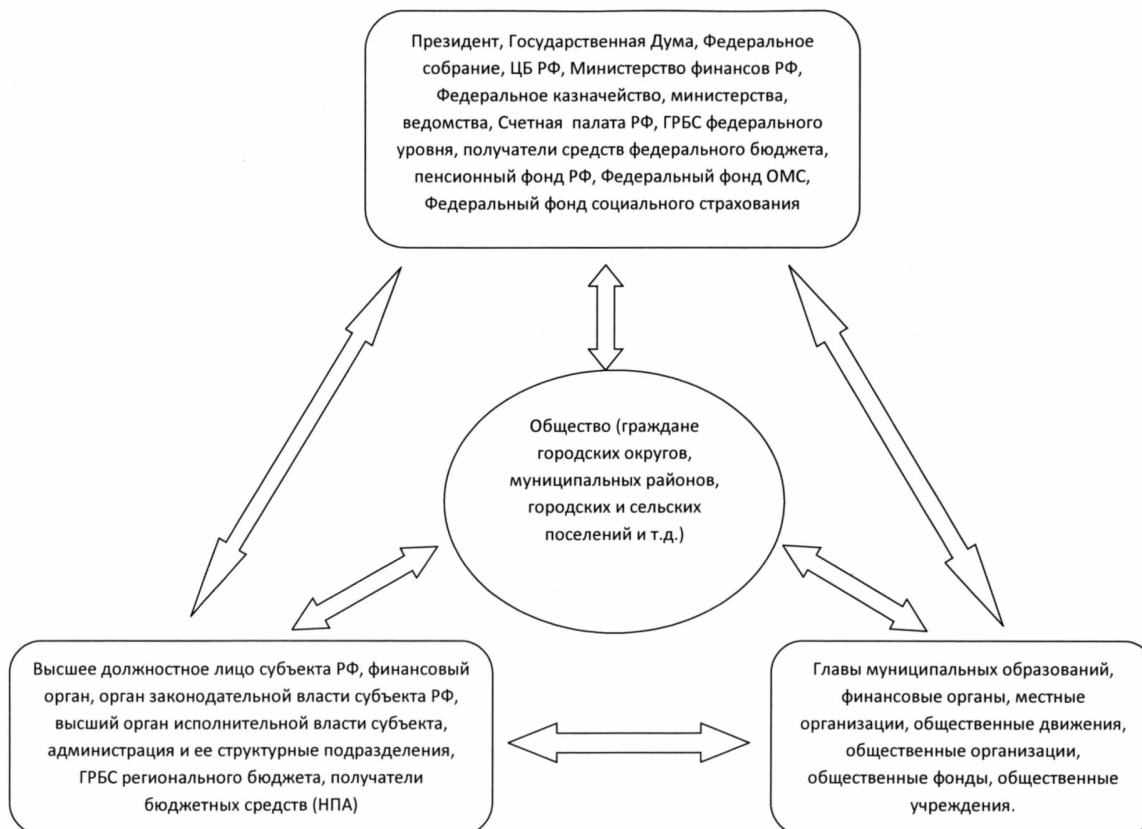 Президент, Государственная Дума, Федеральное
собрание, ЦБ РФ, Министерство финансов РФ,
Федеральное казначейство, министерства,
ведомства, Счетная палата РФ, ГРБС федерального
уровня, получатели средств федерального бюджета,
пенсионный фонд РФ, Федеральный фонд ОМС,
Федеральный фонд социального страхования
Общество (граждане
городских округов,
муниципальных районов,
городских и сельских
поселений и т.д.)
Высшее должностное лицо субъекта РФ, финансовый
орган, орган законодательной власти субъекта РФ,
высший орган исполнительной власти субъекта,
администрация и ее структурные подразделения,
ГРБС регионального бюджета, получатели
бюджетных средств (НПА)
Главы муниципальных образований,
финансовые органы, местные
организации, общественные движения,
общественные организации,
общественные фонды, общественные
учреждения.